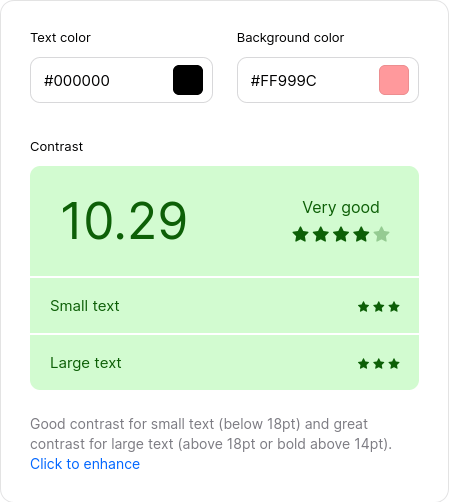 Text color Background color
#000000 #FF999C
Contrast
10.29 Very good
Small text
Large text
Good contrast for small text (below 18pt) and great
contrast for large text (above 18pt or bold above 14pt).
Click to enhance